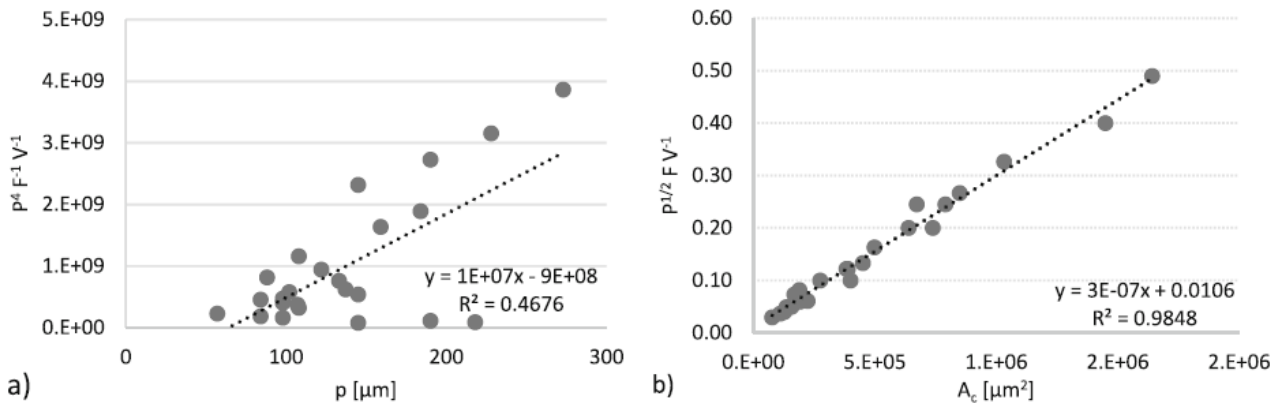 5.E+09
4.E+09
3.E+09
2.E+09
1.E+09
0.E+00
P⁴ F⁻¹ V⁻¹
0
100
200
300
p [µm]
y = 1E+07x - 9E+08
R² = 0.4676
a)
0.60
0.50
0.40
0.30
0.20
0.10
0.00
P¹/² F V⁻¹
0.E+00
5.E+05
1.E+06
2.E+06
2.E+06
A_c [µm²]
y = 3E-07x + 0.0106
R² = 0.9848
b)